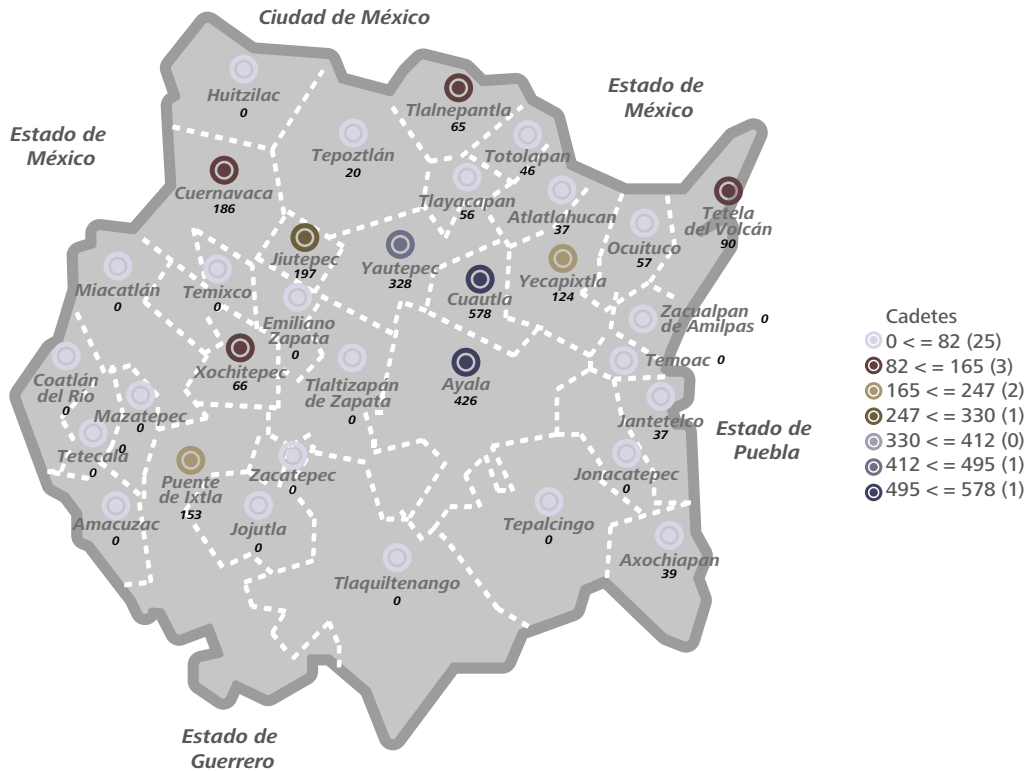 Ciudad de México
Estado de
México
Estado de
México
Huitzilac
0
Tlalnepantla
65
Tepoztlán
20
Totolapan
46
Cuernavaca
186
Tlayacapan
56
Atlatlahucan
37
Tetela
del Volcán
90
Jiutepec
197
Yautepec
328
Ocuituco
57
Yecapixtla
124
Miacatlán
0
Temixco
0
Cuautla
578
Emiliano
Zapata
0
Zacualpan
de Amilpas
0
Xochitepec
66
Temoac 0
Coatlán
del Río
0
Tlaltizapán
de Zapata
0
Ayala
426
Mazatepec
0
0
Jantetelco
37
Estado de
Puebla
Tetecala
0
Puente
de Ixtla
153
Zacatepec
0
Jonacatepec
0
Amacuzac
0
Jojutla
0
Tepalcingo
0
Axochiapan
39
Tlaquiltenango
0
Estado de
Guerrero
Cadetes
0 < = 82 (25)
82 < = 165 (3)
165 < = 247 (2)
247 < = 330 (1)
330 < = 412 (0)
412 < = 495 (1)
495 < = 578 (1)